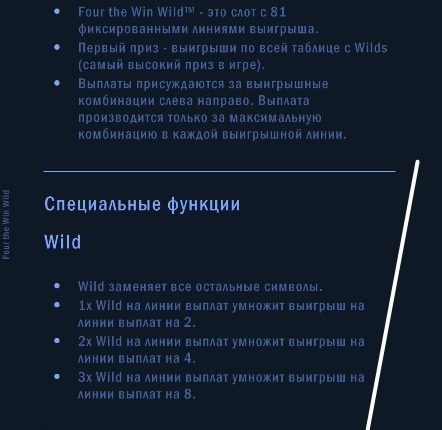 Four the Win Wild™ - это слот с 81
фиксированными линиями выигрыша.
Первый приз - выигрыши по всей таблице с Wilds
(самый высокий приз в игре).
Выплаты присуждаются за выигрышные
комбинации слева направо. Выплата
производится только за максимальную
комбинацию в каждой выигрышной линии.
Four the Win Wild
Специальные функции
Wild
Wild заменяет все остальные символы.
1x Wild на линии выплат умножит выигрыш на
линии выплат на 2.
2x Wild на линии выплат умножит выигрыш на
линии выплат на 4.
3x Wild на линии выплат умножит выигрыш на
линии выплат на 8.